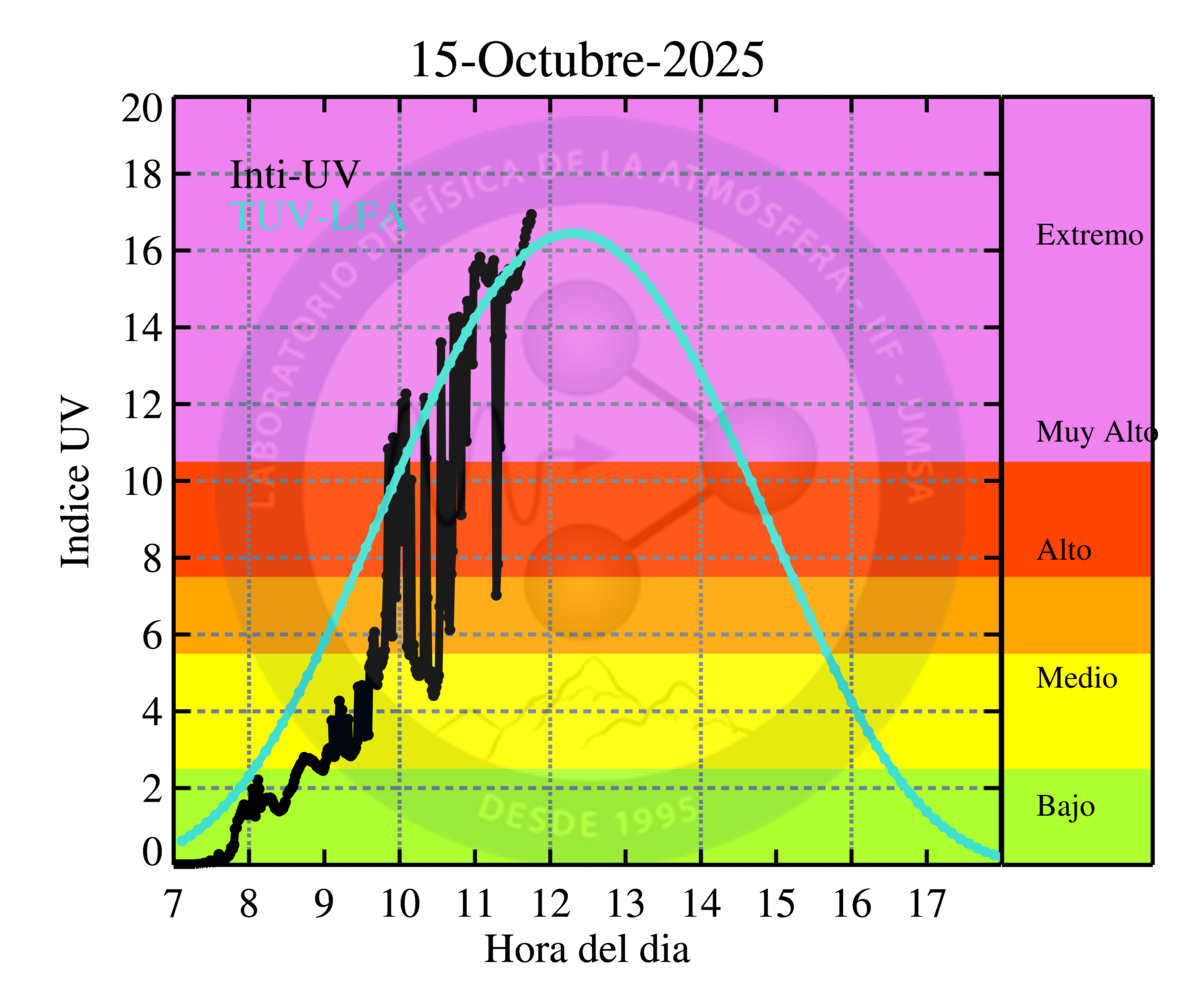 15-Octubre-2025
20
18
16
14
12
10
8
6
4
2
0
Indice UV
Inti-UV
TUV-LFA
LABORATORIO DE FÍSICA DE LA ATMÓSFERA - IIF - UMSA
DESDE 1995
Extremo
Muy Alto
Alto
Medio
Bajo
7 8 9 10 11 12 13 14 15 16 17
Hora del dia